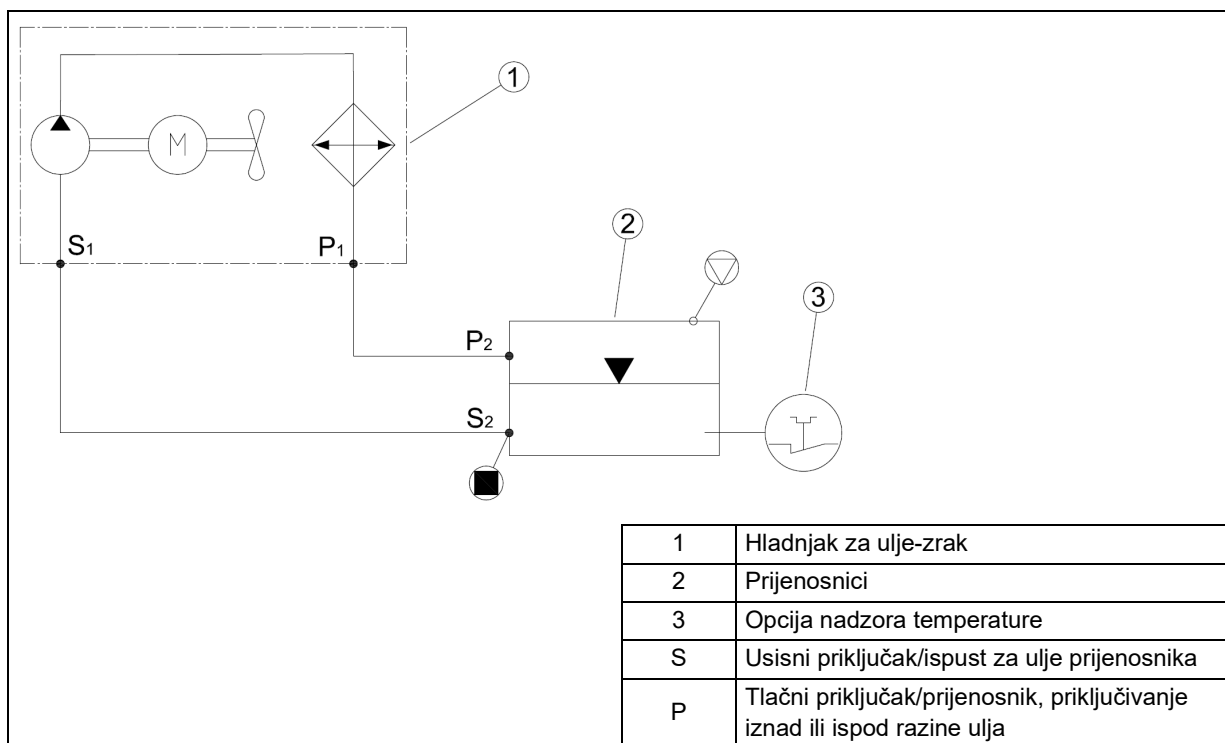 1
M
S1
P1
2
3
P2
S2
1 Hladnjak za ulje-zrak
2 Prijenosnici
3 Opcija nadzora temperature
S Usisni priključak/ispust za ulje prijenosnika
P Tlačni priključak/prijenosnik, priključivanje
iznad ili ispod razine ulja